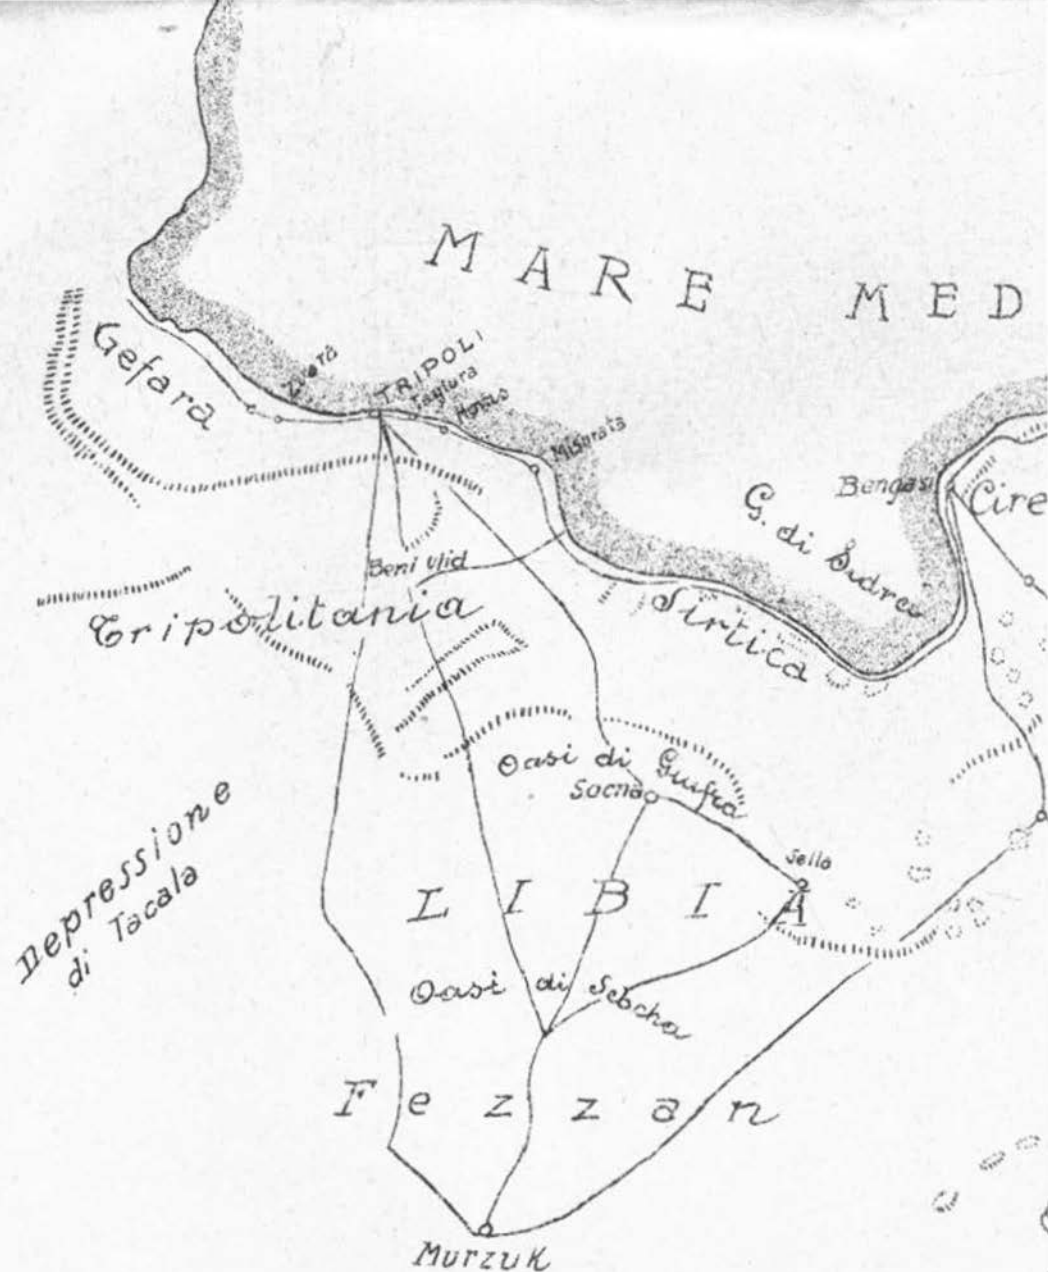 MARE MED
Gefara
TRIPOLI
Tagiura
Misurata
Bengasi
Cire
G. di Sidra
Sirtica
Beni Ulid
Tripolitania
Oasi di Giufra
Socna
Sella
Depressione
di Tacala
LIBIA
Oasi di Sebcha
Fezzan
Murzuk